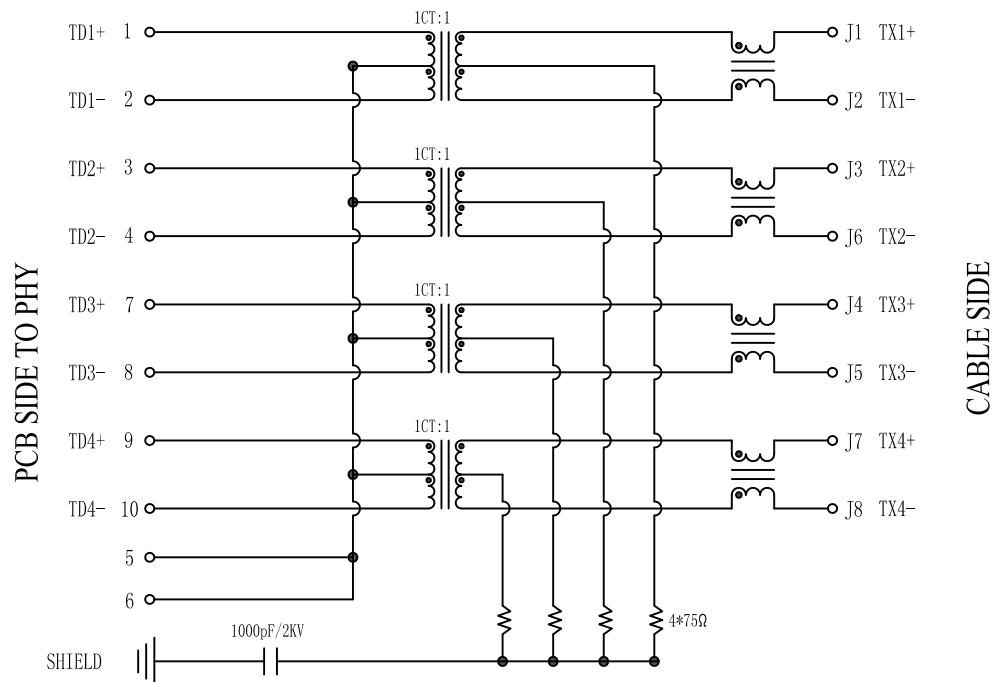 1CT:1
TD1+ 1 J1 TX1+
TD1- 2 J2 TX1-
1CT:1
TD2+ 3 J3 TX2+
TD2- 4 J6 TX2-
PCB SIDE TO PHY
CABLE SIDE
1CT:1
TD3+ 7 J4 TX3+
TD3- 8 J5 TX3-
1CT:1
TD4+ 9 J7 TX4+
TD4- 10 J8 TX4-
5
6
1000pF/2KV
4*75Ω
SHIELD